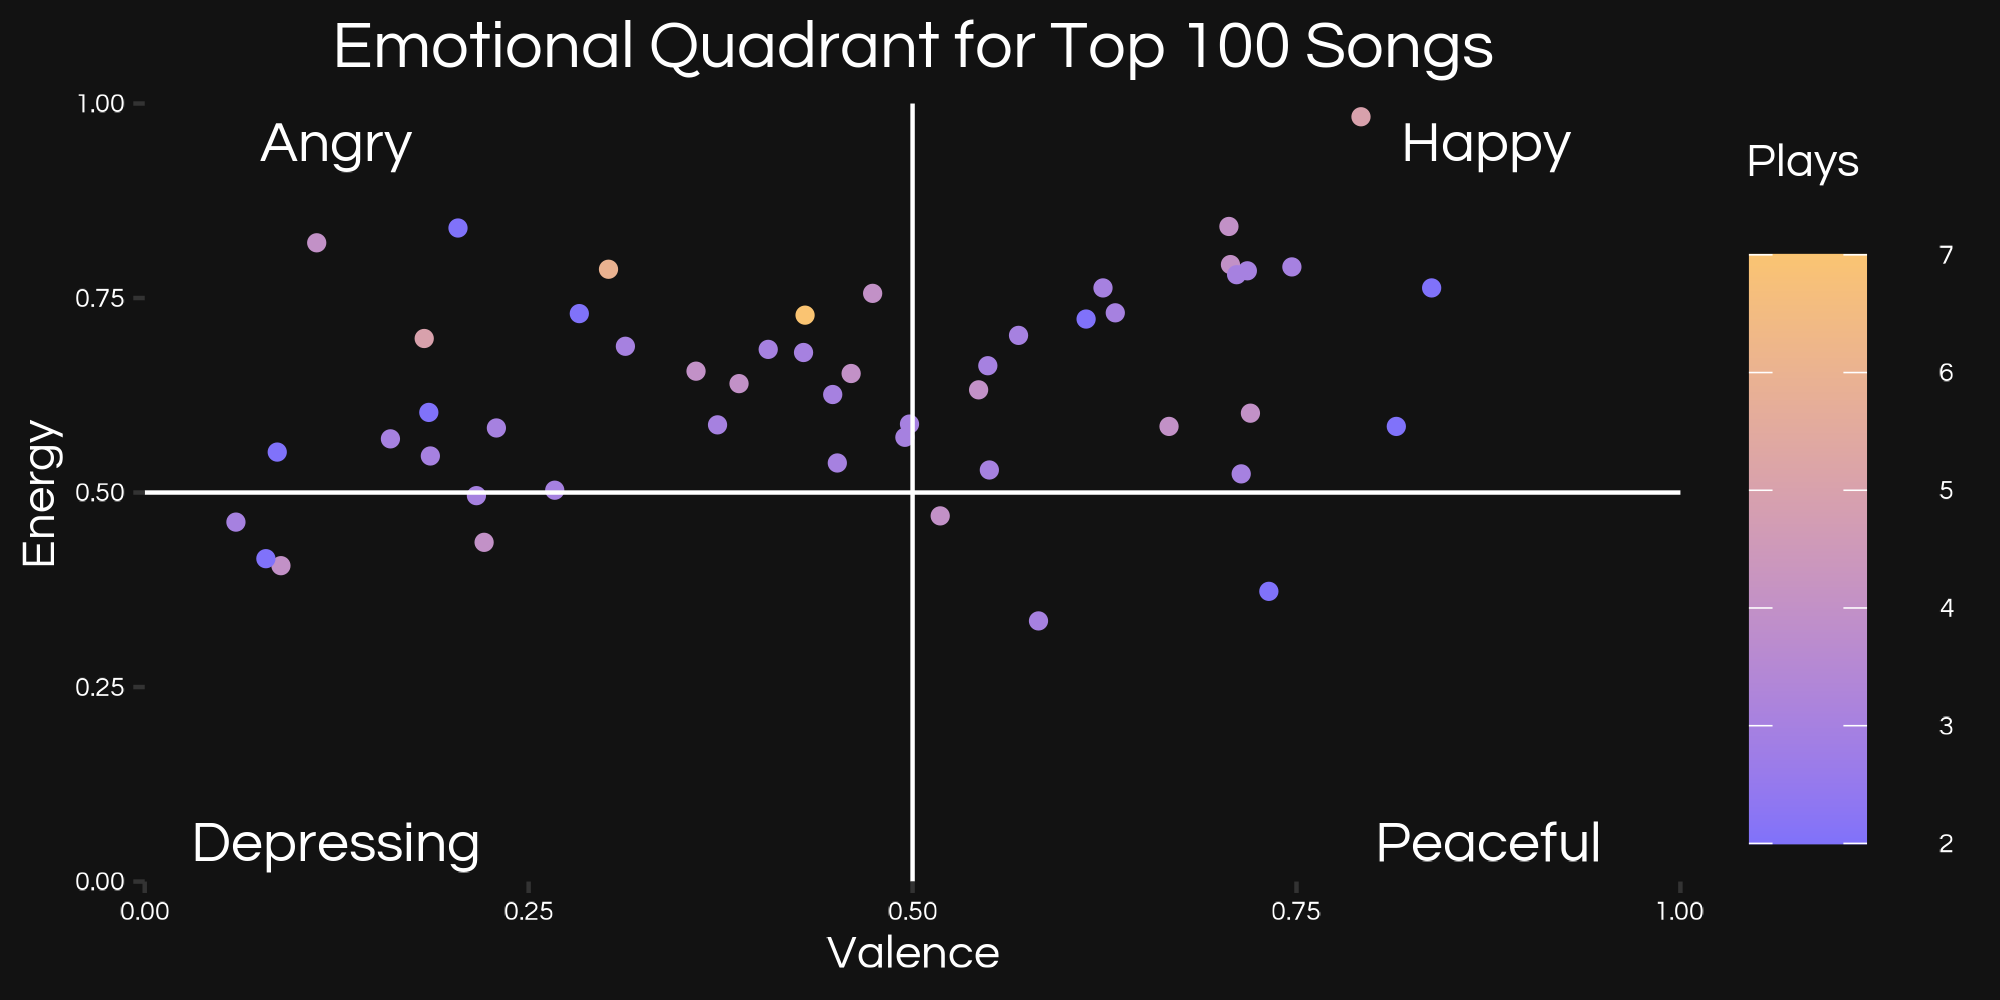 Emotional Quadrant for Top 100 Songs
Angry
Happy
Depressing
Peaceful
Energy
1.00
0.75
0.50
0.25
0.00
0.00 0.25 0.50 0.75 1.00
Valence
Plays
7
6
5
4
3
2